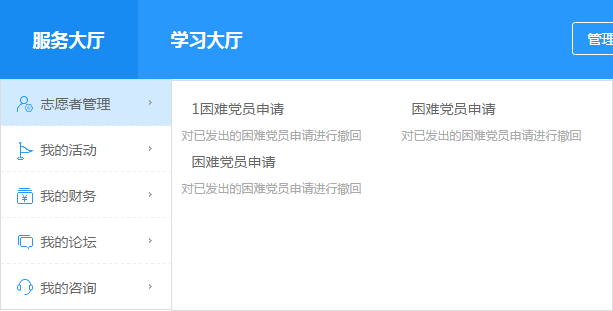 服务大厅 学习大厅 管理
志愿者管理
我的活动
我的财务
我的论坛
我的咨询
1困难党员申请 困难党员申请
对已发出的困难党员申请进行撤回 对已发出的困难党员申请进行撤回
困难党员申请
对已发出的困难党员申请进行撤回